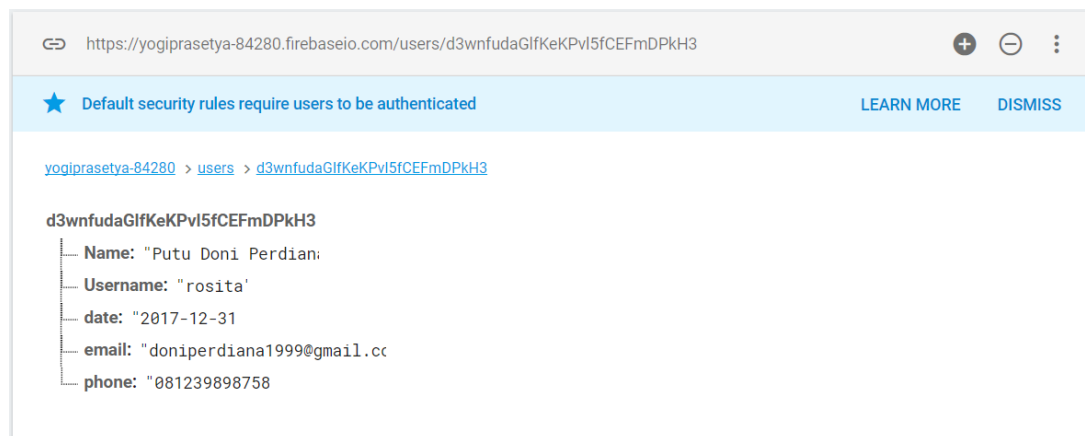 https://yogiprasetya-84280.firebaseio.com/users/d3wnfudaGlfKeKPvl5fCEFmDPkH3
Default security rules require users to be authenticated LEARN MORE DISMISS
yogiprasetya-84280 > users > d3wnfudaGlfKeKPvl5fCEFmDPkH3
d3wnfudaGlfKeKPvl5fCEFmDPkH3
Name: "Putu Doni Perdiana
Username: "rosita'
date: "2017-12-31
email: "doniperdiana1999@gmail.cc
phone: "081239898758